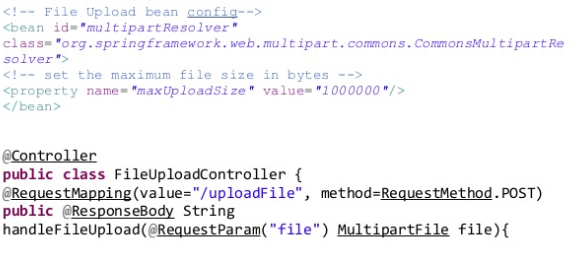 <!-- File Upload bean config-->
<bean id="multipartResolver"
class="org.springframework.web.multipart.commons.CommonsMultipartRe
solver">
<!-- set the maximum file size in bytes -->
<property name="maxUploadSize" value="1000000"/>
</bean>
@Controller
public class FileUploadController {
@RequestMapping(value="/uploadFile", method=RequestMethod.POST)
public @ResponseBody String
handleFileUpload(@RequestParam("file") MultipartFile file){